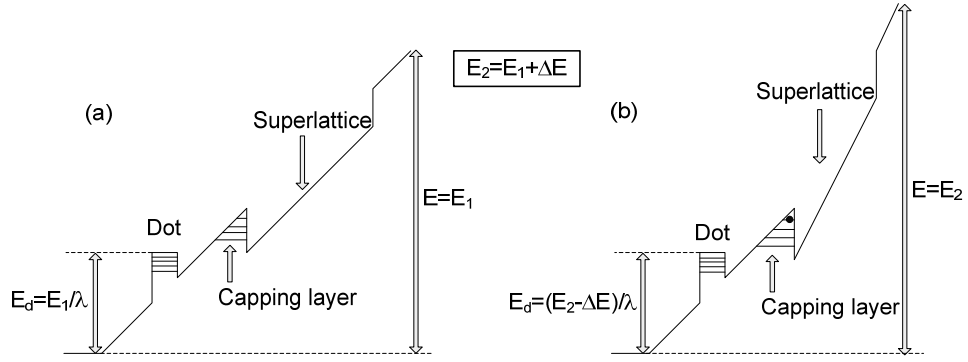 (a)
E₂=E₁+ΔE
Superlattice
Dot
E=E₁
E_d=E₁/λ
Capping layer
(b)
Superlattice
Dot
E=E₂
E_d=(E₂-ΔE)/λ
Capping layer